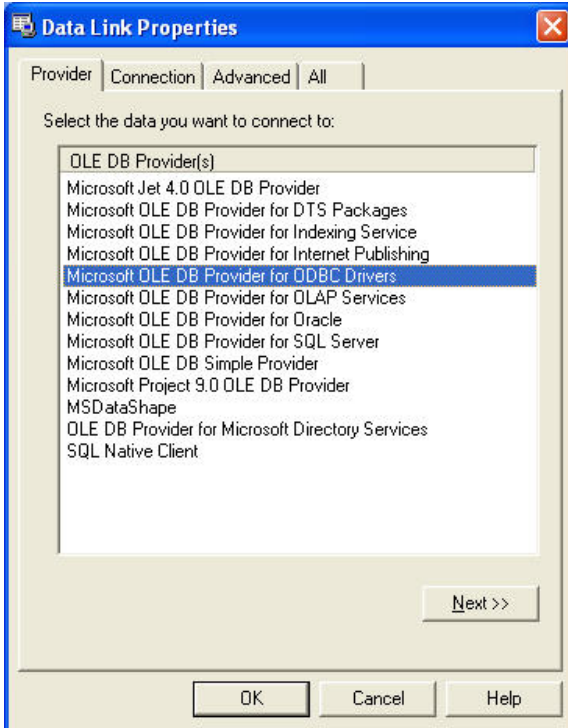 Data Link Properties
Provider Connection Advanced All
Select the data you want to connect to:
OLE DB Provider(s)
Microsoft Jet 4.0 OLE DB Provider
Microsoft OLE DB Provider for DTS Packages
Microsoft OLE DB Provider for Indexing Service
Microsoft OLE DB Provider for Internet Publishing
Microsoft OLE DB Provider for ODBC Drivers
Microsoft OLE DB Provider for OLAP Services
Microsoft OLE DB Provider for Oracle
Microsoft OLE DB Provider for SQL Server
Microsoft OLE DB Simple Provider
Microsoft Project 9.0 OLE DB Provider
MSDataShape
OLE DB Provider for Microsoft Directory Services
SQL Native Client
Next >>
OK Cancel Help